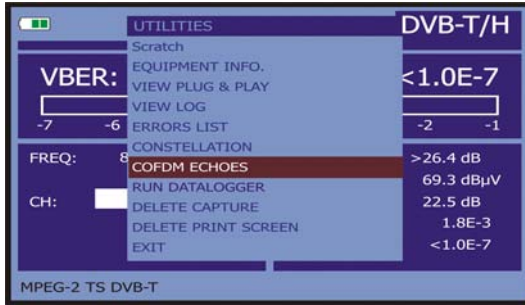 UTILITIES
DVB-T/H
Scratch
EQUIPMENT INFO.
VIEW PLUG & PLAY
VIEW LOG
ERRORS LIST
CONSTELLATION
COFDM ECHOES
RUN DATALOGGER
DELETE CAPTURE
DELETE PRINT SCREEN
EXIT
VBER: <1.0E-7
-7 -6 -2 -1
FREQ: 8 >26.4 dB
69.3 dBµV
CH: 22.5 dB
1.8E-3
<1.0E-7
MPEG-2 TS DVB-T